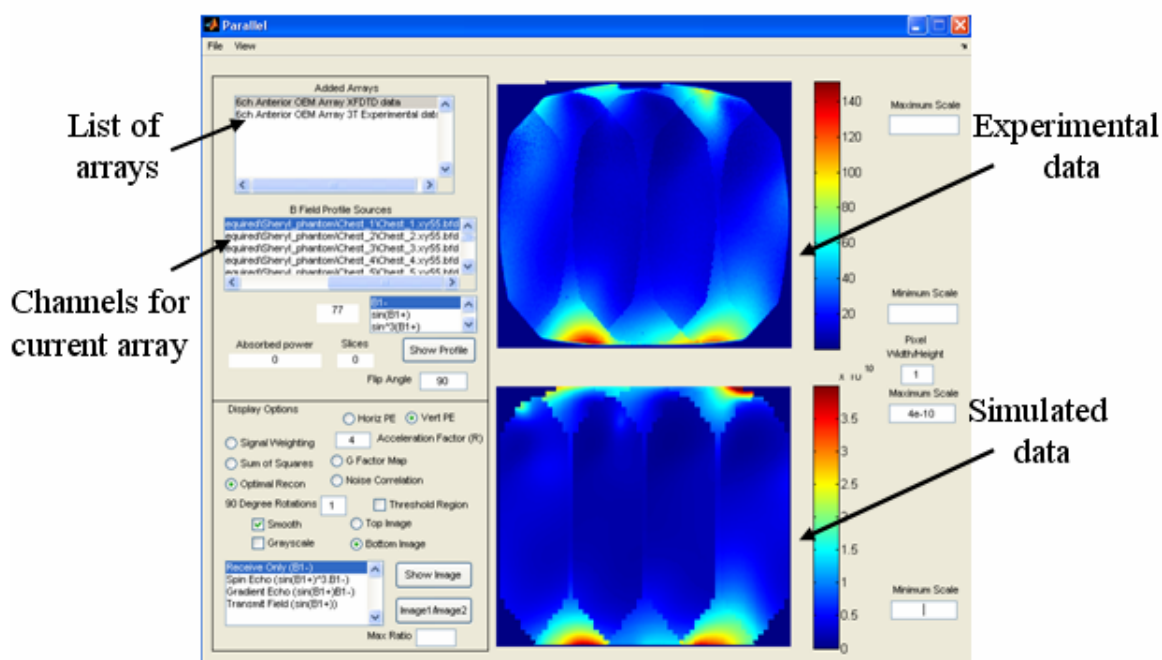 Parallel
File View
List of
arrays
Channels for
current array
Added Arrays
6ch Anterior OEM Array XFDTD data
6ch Anterior OEM Array 3T Experimental data
B Field Profile Sources
equired\Sheryl_phantom\Chest_1\Chest_1.xy55.bfd
equired\Sheryl_phantom\Chest_2\Chest_2.xy55.bfd
equired\Sheryl_phantom\Chest_3\Chest_3.xy55.bfd
equired\Sheryl_phantom\Chest_4\Chest_4.xy55.bfd
equired\Sheryl_phantom\Chest_5\Chest_5.xy55.bfd
77
B1-
sin(B1+)
sin^3(B1+)
Absorbed power
0
Slices
0
Show Profile
Flip Angle 90
Display Options
Horiz PE Vert PE
Signal Weighting
4 Acceleration Factor (R)
Sum of Squares
G Factor Map
Optimal Recon
Noise Correlation
90 Degree Rotations 1
Threshold Region
Smooth
Top Image
Grayscale
Bottom Image
Receive Only (B1-)
Spin Echo (sin(B1+)^3.B1-)
Gradient Echo (sin(B1+)B1-)
Transmit Field (sin(B1+))
Show Image
Image1/Image2
Max Ratio
140
120
100
80
60
40
20
x 10
10
3.5
3
2.5
2
1.5
1
0.5
0
Maximum Scale
Experimental
data
Minimum Scale
Pixel
Width/Height
1
Maximum Scale
4e-10
Simulated
data
Minimum Scale